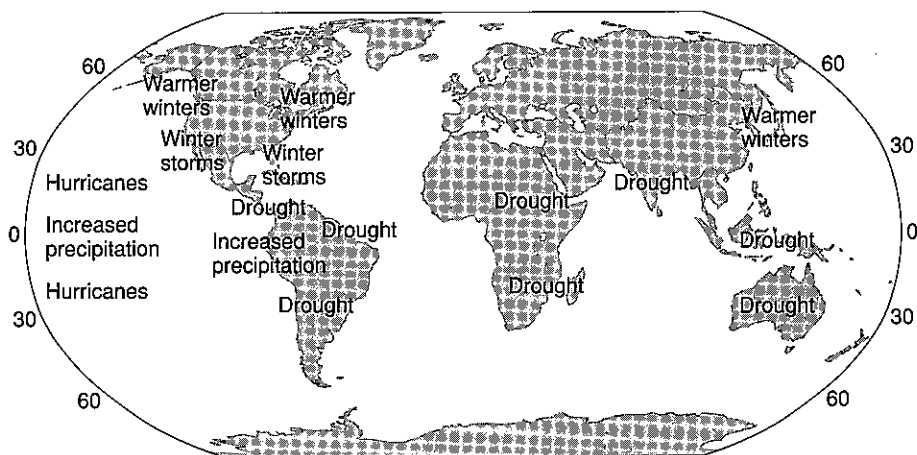 60
60
Warmer
winters
Warmer
winters
Warmer
winters
30
30
Winter
storms
Winter
storms
Hurricanes
Drought
Drought
Drought
Drought
0
Increased
precipitation
Increased
precipitation
Drought
0
Hurricanes
Drought
Drought
Drought
30
30
60
60